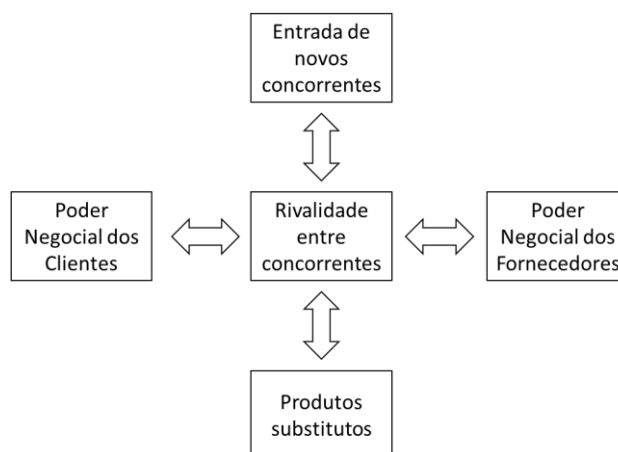 Entrada de
novos
concorrentes
Poder
Negocial dos
Clientes
Rivalidade
entre
concorrentes
Poder
Negocial dos
Fornecedores
Produtos
substitutos